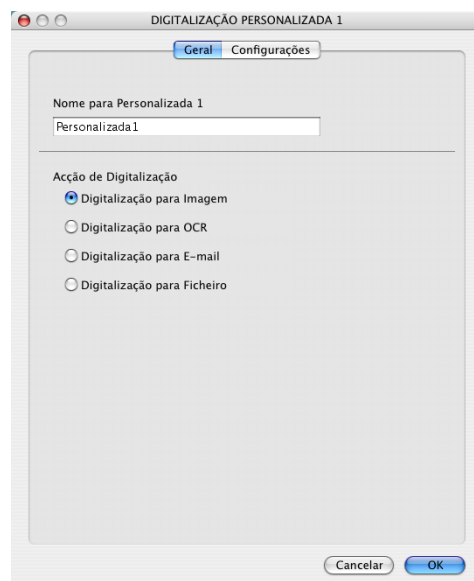 DIGITALIZAÇÃO PERSONALIZADA 1
Geral Configurações
Nome para Personalizada 1
Personalizada1
Acção de Digitalização
Digitalização para Imagem
Digitalização para OCR
Digitalização para E-mail
Digitalização para Ficheiro
Cancelar OK